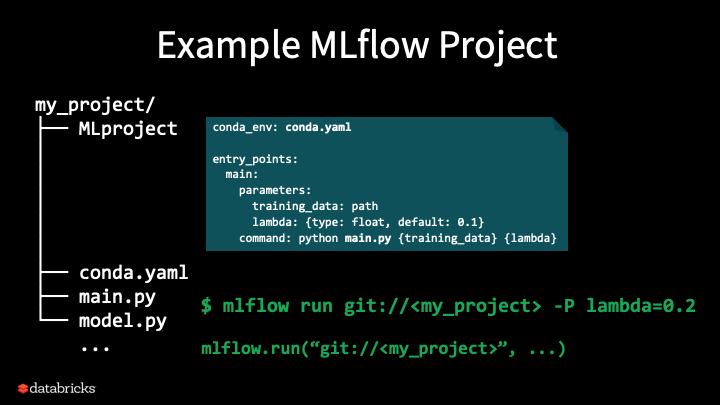 Example MLflow Project
my_project/
├── MLproject
conda_env: conda.yaml
entry_points:
main:
parameters:
training_data: path
lambda: {type: float, default: 0.1}
command: python main.py {training_data} {lambda}
├── conda.yaml
├── main.py
└── model.py
...
$ mlflow run git://<my_project> -P lambda=0.2
mlflow.run(“git://<my_project>”, ...)
databricks